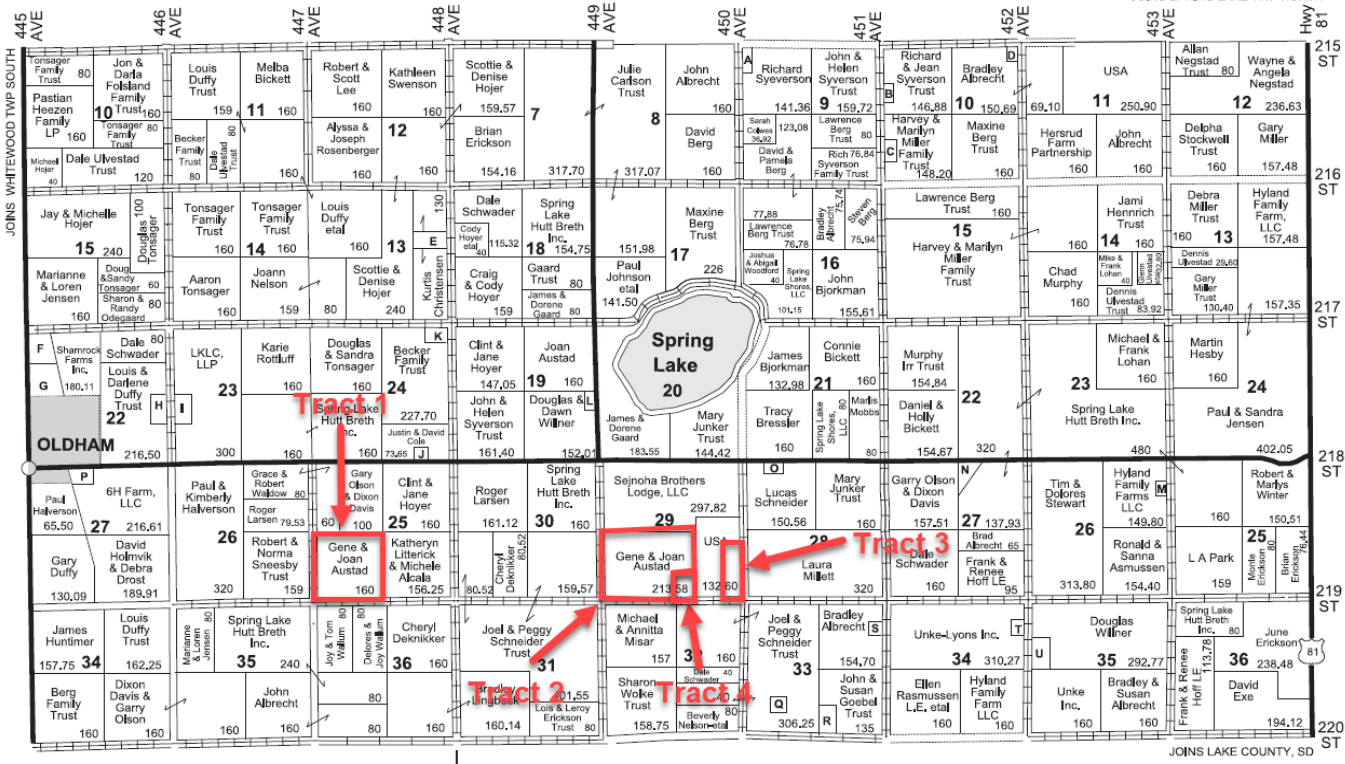 445 AVE
446 AVE
447 AVE
448 AVE
449 AVE
450 AVE
451 AVE
452 AVE
453 AVE
Hwy 81
JOINS WHITEWOOD TWP SOUTH
215 ST
Tonsager
Family
Trust 80
Jon &
Darla
Folsland
Family
Trust 160
Pastian
Heezen
Family
LP 160
10
Tonsager 80
Family
Trust
Michael
Hojer
40
Dale Ulvestad
Trust 120
Louis
Duffy
Trust
159
Melba
Bickett
11 160
Becker
Family
Trust
80
Dale
Ulvestad
Trust
80
160
Robert &
Scott
Lee
160
Kathleen
Swenson
160
Alyssa &
Joseph
Rosenberger
160
12
160
Scottie &
Denise
Hojer
159.57
7
Brian
Erickson
154.16
317.70
Julie
Carlson
Trust
John
Albrecht
160
8
David
Berg
317.07
160
A
Richard
Syverson
141.36
John &
Helen
Syverson
Trust
9 159.72
Sarah
Colwes
36.92
123.08
Lawrence
Berg
Trust 80
David &
Pamela
Berg
Rich 76.84
Syverson
Family Trust
B
Richard
& Jean
Syverson
Trust
146.88
Bradley
Albrecht
D
10 150.69
C
Harvey &
Marilyn
Miller
Family
Trust
148.20
Maxine
Berg
Trust
160
69.10
USA
11 250.90
Hersrud
Farm
Partnership
160
John
Albrecht
160
Allan
Negstad
Trust 80
Wayne &
Angela
Negstad
12 236.63
Delpha
Stockwell
Trust
160
Gary
Miller
157.48
216 ST
Jay & Michelle
Hojer
15 240
Douglas
Tonsager
100
Marianne
& Loren
Jensen
160
Doug
&Sandy
Tonsager 60
Sharon &
Randy
Odegaard
80
Tonsager
Family
Trust
160
Tonsager
Family
Trust
160
14
Aaron
Tonsager
160
Joann
Nelson
159
Louis
Duffy
etal
160
13
130
E
80
Scottie &
Denise
Hojer
240
Kurtis
Christensen
Dale
Schwader
Cody
Hoyer
etal
40
115.32
Spring
Lake
Hutt Breth
Inc.
18 154.75
Craig
& Cody
Hoyer
159
Gaard
Trust 80
James &
Dorene
Gaard 80
151.98
Maxine
Berg
Trust
17
226
Paul
Johnson
etal
141.50
77.88
Lawrence
Berg Trust
76.78
Bradley
Albrecht
75.74
Steven
Berg
75.94
Joshua
& Abigail
Woodford
40
Spring
Lake
Shores,
LLC
101.15
16
John
Bjorkman
155.61
Lawrence Berg
Trust 160
15
Harvey & Marilyn
Miller
Family
Trust
160
Jami
Hennrich
Trust
160
14
Chad
Murphy
160
Mike &
Frank
Lohan
40
Dennis
Ulvestad
Trust 83.92
Debra
Miller
Trust
160
13
Hyland
Family
Farm,
LLC
157.48
Dennis
Ulvestad 29.60
Gary
Miller
Trust
130.40
157.35
217 ST
F
G
Shamrock
Farms
Inc.
180.11
Dale 80
Schwader
Louis &
Darlene
Duffy
Trust
22
H
216.50
OLDHAM
LKLC,
LLP
23
I
Karie
Rottluff
160
300
160
Douglas
& Sandra
Tonsager
160
Spring Lake
Hutt Breth
Inc.
160
Tract 1
K
Becker
Family
Trust
24
227.70
Justin & David
Cole
73.65
J
Clint &
Jane
Hoyer
147.05
Joan
Austad
19 160
John &
Helen
Syverson
Trust
161.40
Douglas &
Dawn
Willner
L
152.01
Spring
Lake
20
James &
Dorene
Gaard
183.55
Mary
Junker
Trust
144.42
James
Bjorkman
132.98
Connie
Bickett
21 160
Tracy
Bressler
160
Spring Lake
Shores,
LLC 80
Marlis
Mobbs
80
Murphy
Irr Trust
154.84
22
Daniel &
Holly
Bickett
154.67
320
Michael &
Frank
Lohan
160
23
Spring Lake
Hutt Breth Inc.
480
Martin
Hesby
160
24
Paul & Sandra
Jensen
402.05
218 ST
P
Paul
Halverson
65.50
27
6H Farm,
LLC
216.61
Gary
Duffy
130.09
David
Holmvik
& Debra
Drost
189.91
Paul &
Kimberly
Halverson
26
320
Grace &
Robert
Waldow 80
Roger
Larsen 79.53
Robert &
Norma
Sneesby
Trust
159
Gary
Olson
& Dixon
Davis
60
100
Gene &
Joan
Austad
160
Clint &
Jane
Hoyer
25 160
Katheryn
Litterick
& Michele
Alcala
156.25
Roger
Larsen
161.12
Spring
Lake
Hutt Breth
Inc.
30 160
80.52
Cheryl
Deknikker
80.52
159.57
Sejnoha Brothers
Lodge, LLC
29 297.82
Gene & Joan
Austad
213.58
USA
132.60
Tract 3
O
Lucas
Schneider
150.56
Mary
Junker
Trust
160
28
Laura
Millett
320
Garry Olson
& Dixon
Davis
157.51
N
27 137.93
Dale
Schwader
160
Brad
Albrecht 65
Frank &
Renee
Hoff LE
95
Tim &
Dolores
Stewart
26
313.80
Hyland
Family
Farms
LLC
149.80
M
Ronald &
Sanna
Asmussen
154.40
160
Robert &
Marlys
Winter
150.51
L A Park
159
25
Monte
Erickson
80
Brian
Erickson
76.44
219 ST
James
Huntimer
157.75
34
Louis
Duffy
Trust
162.25
Berg
Family
Trust
160
Dixon
Davis &
Garry
Olson
160
Marianne
& Loren
Jensen
80
Spring Lake
Hutt Breth
Inc.
35 240
160
John
Albrecht
160
Joy & Tom
Wallum
80
Delores &
Joy Wallum
80
80
80
Cheryl
Deknikker
36 160
160
Joel & Peggy
Schneider
Trust
31
Bradley
160.14
Lois & Leroy
Erickson
Trust 80
Tract 2
Michael
& Annitta
Misar
157
160
Sharon
Wolke
Trust
158.75
Dale
Schwader
40
Beverly
Nelson etal
80
Tract 4
Joel &
Peggy
Schneider
Trust
33
Bradley
Albrecht
S
154.70
Q
306.25
R
John &
Susan
Goebel
Trust
135
Unke-Lyons Inc.
T
34 310.27
Ellen
Rasmussen
L.E. etal
160
Hyland
Family
Farm
LLC
160
U
Douglas
Willner
35 292.77
Unke
Inc.
160
Bradley &
Susan
Albrecht
160
Spring Lake
Hutt Breth
Inc. 80
Frank & Renee
Hoff LE
113.78
June
Erickson
36 238.48
David
Exe
194.12
81
220 ST
JOINS LAKE COUNTY, SD